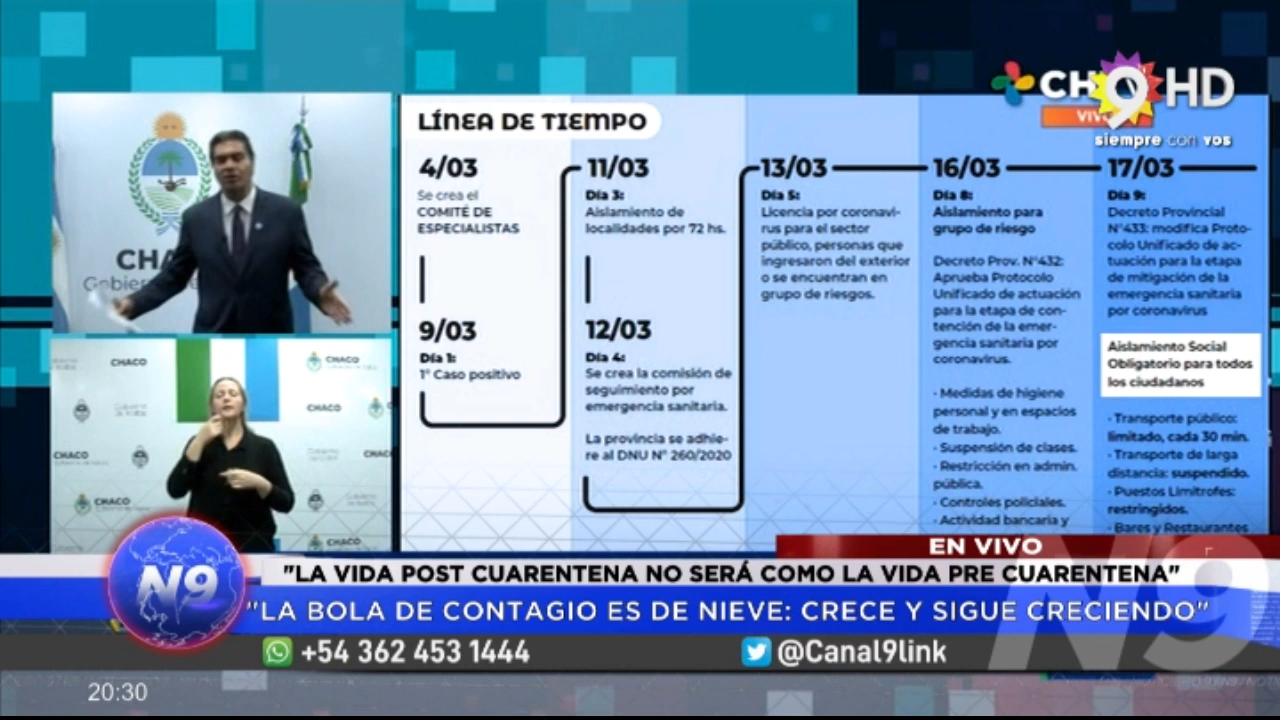 CH 9 HD
VIVO
siempre con vos
LÍNEA DE TIEMPO
4/03
Se crea el
COMITÉ DE
ESPECIALISTAS
9/03
Día 1:
1° Caso positivo
11/03
Día 3:
Aislamiento de
localidades por 72 hs.
12/03
Día 4:
Se crea la comisión de
seguimiento por
emergencia sanitaria.
La provincia se adhie-
re al DNU N° 260/2020
13/03
Día 5:
Licencia por coronavi-
rus para el sector
público, personas que
ingresaron del exterior
o se encuentran en
grupo de riesgos.
16/03
Día 8:
Aislamiento para
grupo de riesgo
Decreto Prov. N°432:
Aprueba Protocolo
Unificado de actuación
para la etapa de con-
tención de la emer-
gencia sanitaria por
coronavirus.
· Medidas de higiene
personal y en espacios
de trabajo.
· Suspensión de clases.
· Restricción en admin.
pública.
· Controles policiales.
· Actividad bancaria y
17/03
Día 9:
Decreto Provincial
N°433: modifica Proto-
colo Unificado de ac-
tuación para la etapa
de mitigación de la
emergencia sanitaria
por coronavirus
Aislamiento Social
Obligatorio para todos
los ciudadanos
· Transporte público:
limitado, cada 30 min.
· Transporte de larga
distancia: suspendido.
· Puestos Limítrofes:
restringidos.
· Bares y Restaurantes
CHA
Gobierno
CHACO
CHACO
CHACO
CHACO
CHACO
CHACO
CHACO
EN VIVO
N9
"LA VIDA POST CUARENTENA NO SERÁ COMO LA VIDA PRE CUARENTENA"
"LA BOLA DE CONTAGIO ES DE NIEVE: CRECE Y SIGUE CRECIENDO"
N9
+54 362 453 1444
@Canal9link
20:30